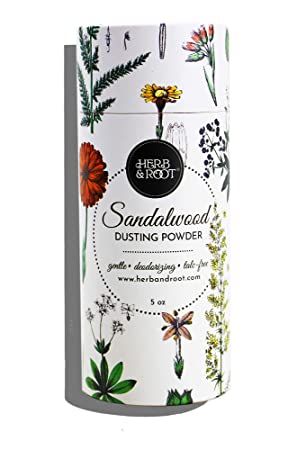 HERB
& ROOT
Sandalwood
DUSTING POWDER
gentle • deodorizing • talc-free
www.herbandroot.com
5 oz